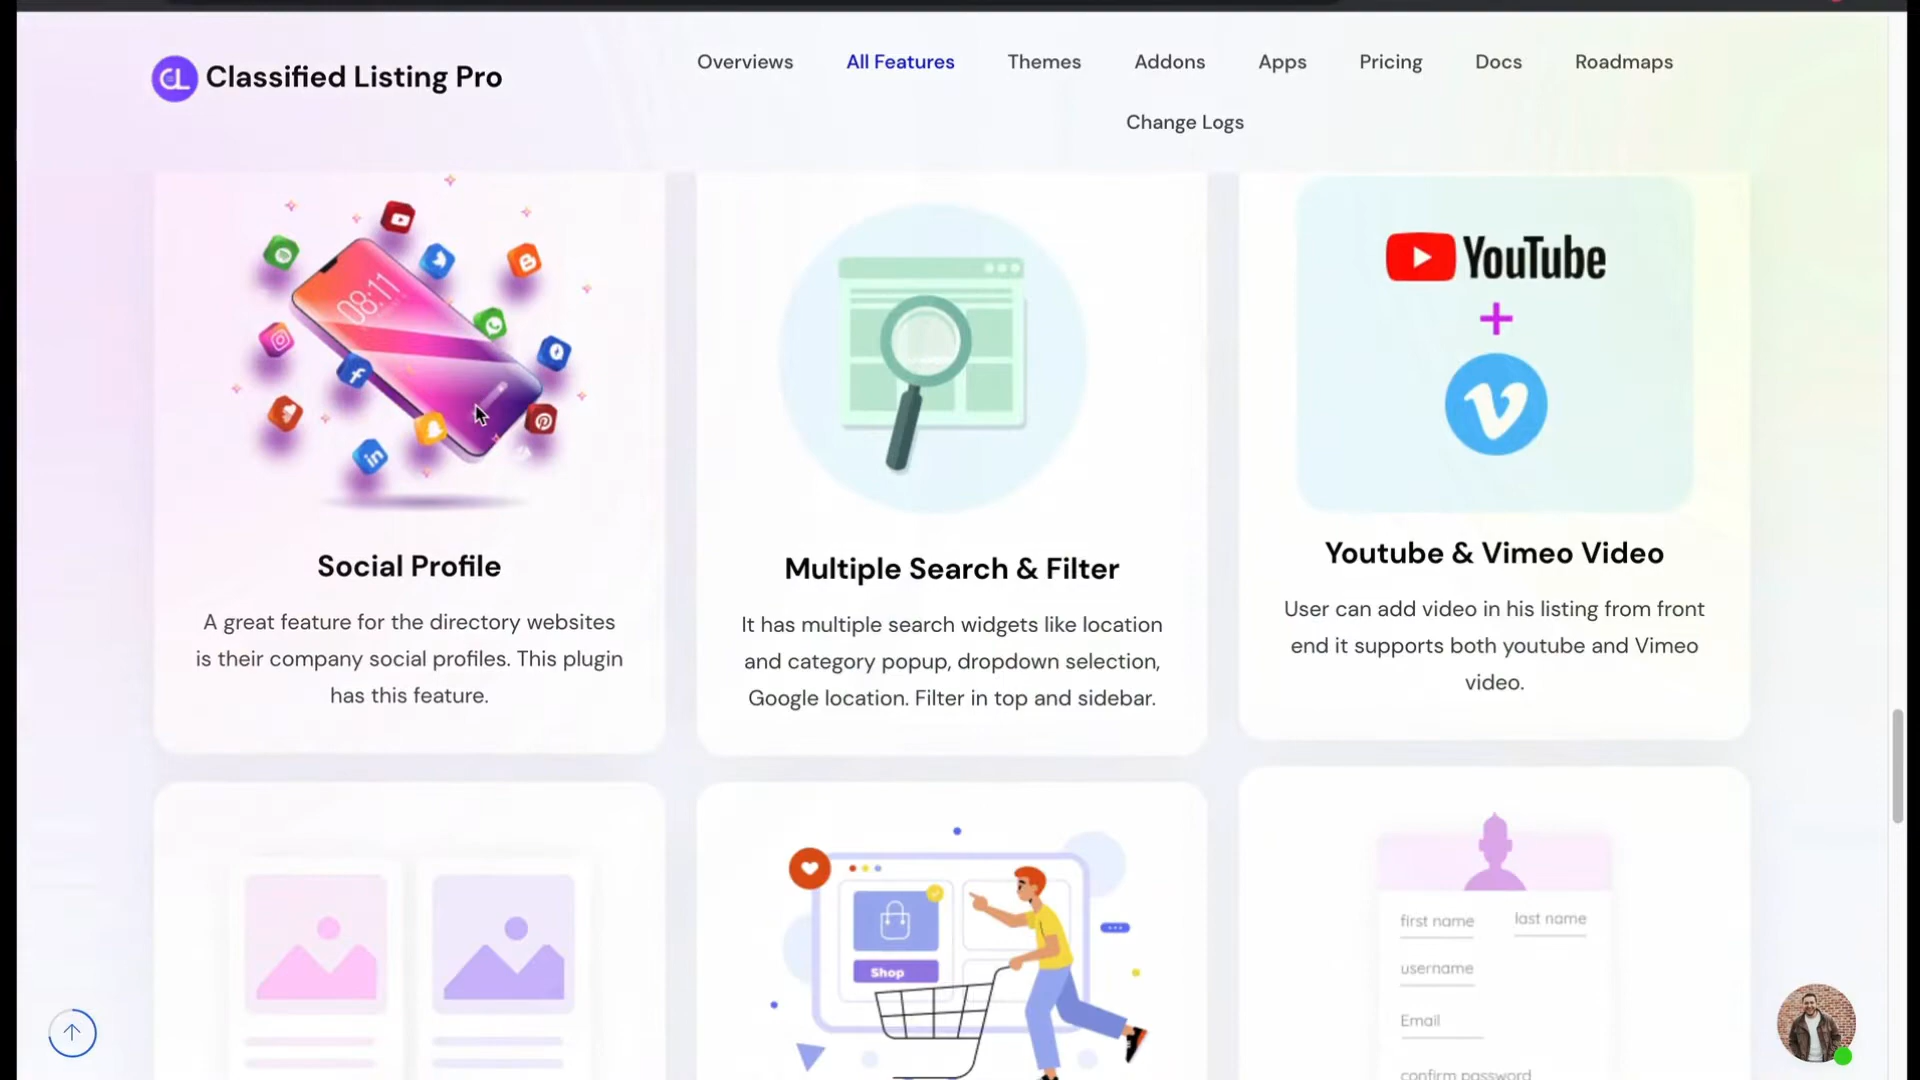 CL Classified Listing Pro
Overviews All Features Themes Addons Apps Pricing Docs Roadmaps
Change Logs
08:11
YouTube
+
Social Profile
A great feature for the directory websites
is their company social profiles. This plugin
has this feature.
Multiple Search & Filter
It has multiple search widgets like location
and category popup, dropdown selection,
Google location. Filter in top and sidebar.
Youtube & Vimeo Video
User can add video in his listing from front
end it supports both youtube and Vimeo
video.
Shop
first name last name
username
Email
confirm password